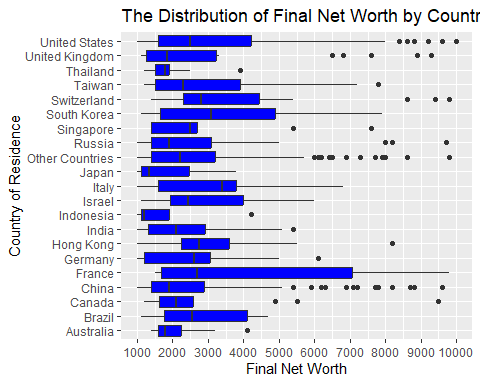 The Distribution of Final Net Worth by Countr
Country of Residence
United States
United Kingdom
Thailand
Taiwan
Switzerland
South Korea
Singapore
Russia
Other Countries
Japan
Italy
Israel
Indonesia
India
Hong Kong
Germany
France
China
Canada
Brazil
Australia
1000 2000 3000 4000 5000 6000 7000 8000 9000 10000
Final Net Worth